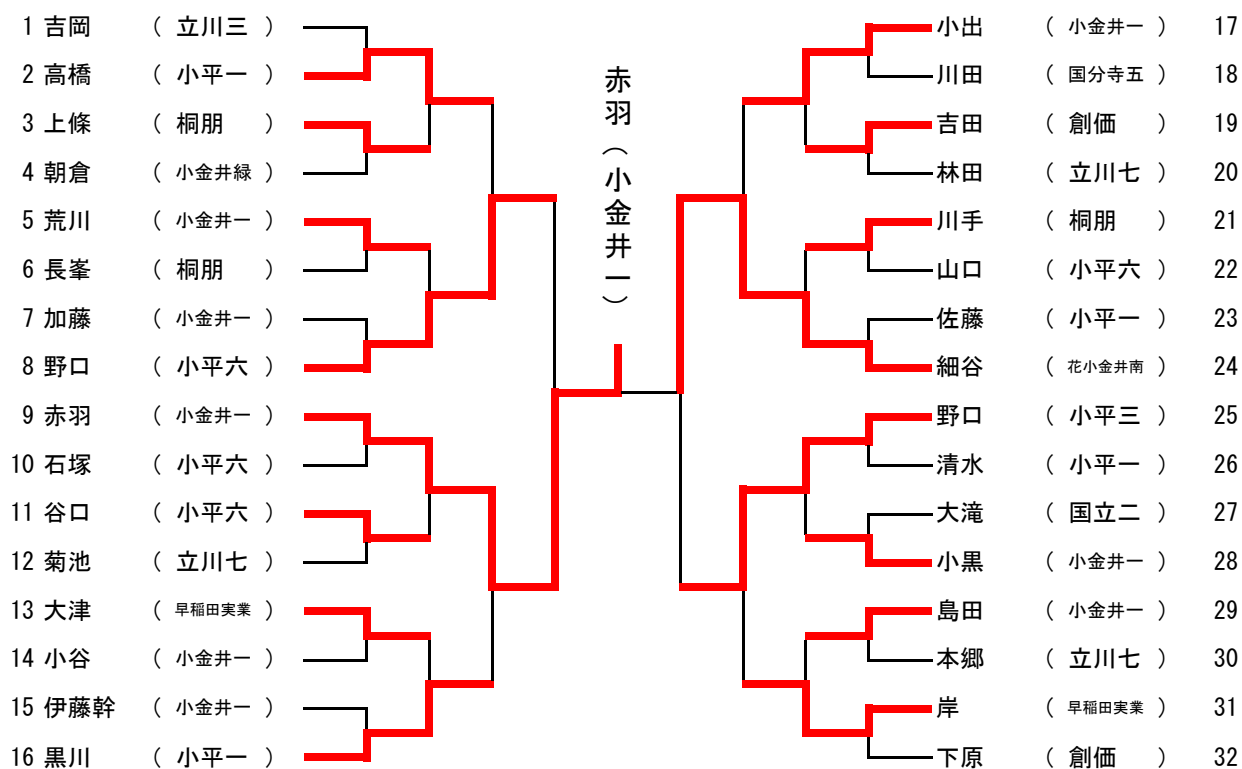 1 吉岡 ( 立川三 )
2 高橋 ( 小平一 )
3 上條 ( 桐朋 )
4 朝倉 ( 小金井緑 )
5 荒川 ( 小金井一 )
6 長峯 ( 桐朋 )
7 加藤 ( 小金井一 )
8 野口 ( 小平六 )
9 赤羽 ( 小金井一 )
10 石塚 ( 小平六 )
11 谷口 ( 小平六 )
12 菊池 ( 立川七 )
13 大津 ( 早稲田実業 )
14 小谷 ( 小金井一 )
15 伊藤幹 ( 小金井一 )
16 黒川 ( 小平一 )
赤羽（小金井一）
小出 ( 小金井一 ) 17
川田 ( 国分寺五 ) 18
吉田 ( 創価 ) 19
林田 ( 立川七 ) 20
川手 ( 桐朋 ) 21
山口 ( 小平六 ) 22
佐藤 ( 小平一 ) 23
細谷 ( 花小金井南 ) 24
野口 ( 小平三 ) 25
清水 ( 小平一 ) 26
大滝 ( 国立二 ) 27
小黒 ( 小金井一 ) 28
島田 ( 小金井一 ) 29
本郷 ( 立川七 ) 30
岸 ( 早稲田実業 ) 31
下原 ( 創価 ) 32